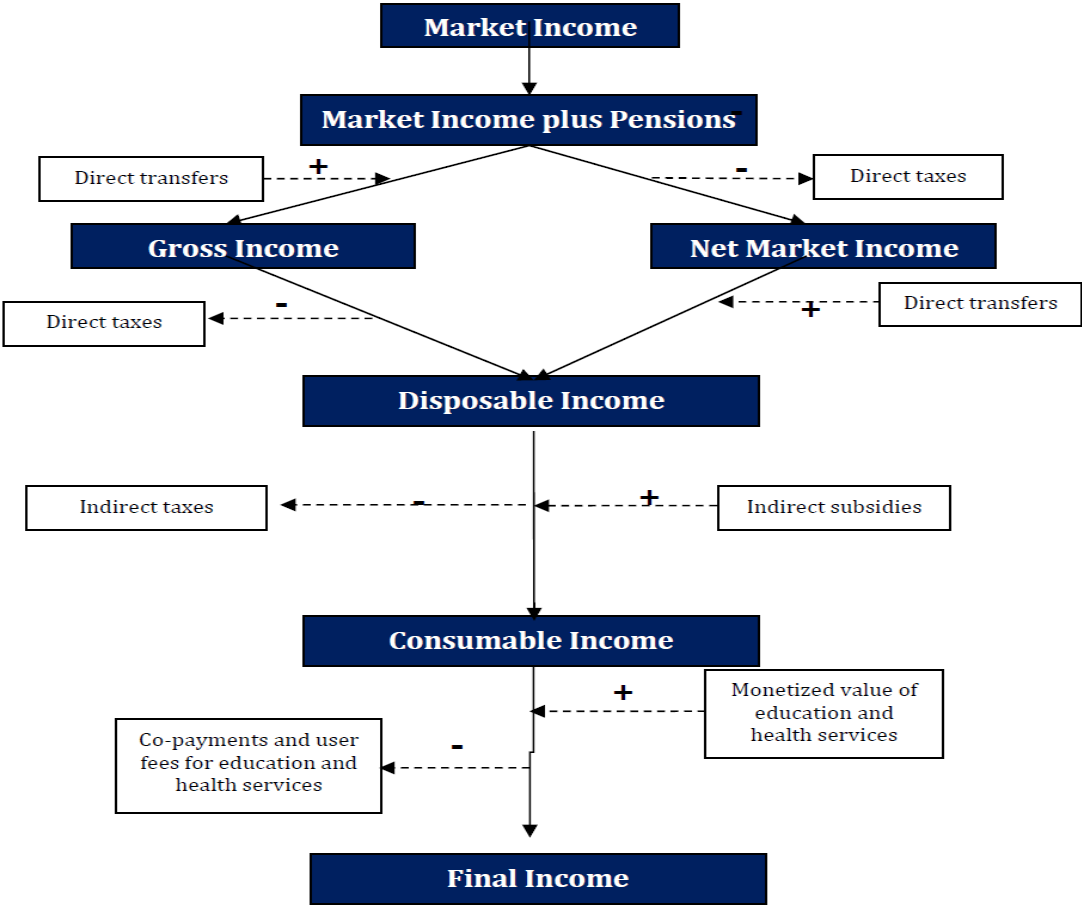 Market Income
Market Income plus Pensions
-
Direct transfers
+
-
Direct taxes
Gross Income
Net Market Income
Direct taxes
-
+
Direct transfers
Disposable Income
Indirect taxes
-
+
Indirect subsidies
Consumable Income
+
Monetized value of
education and
health services
Co-payments and user
fees for education and
health services
-
Final Income